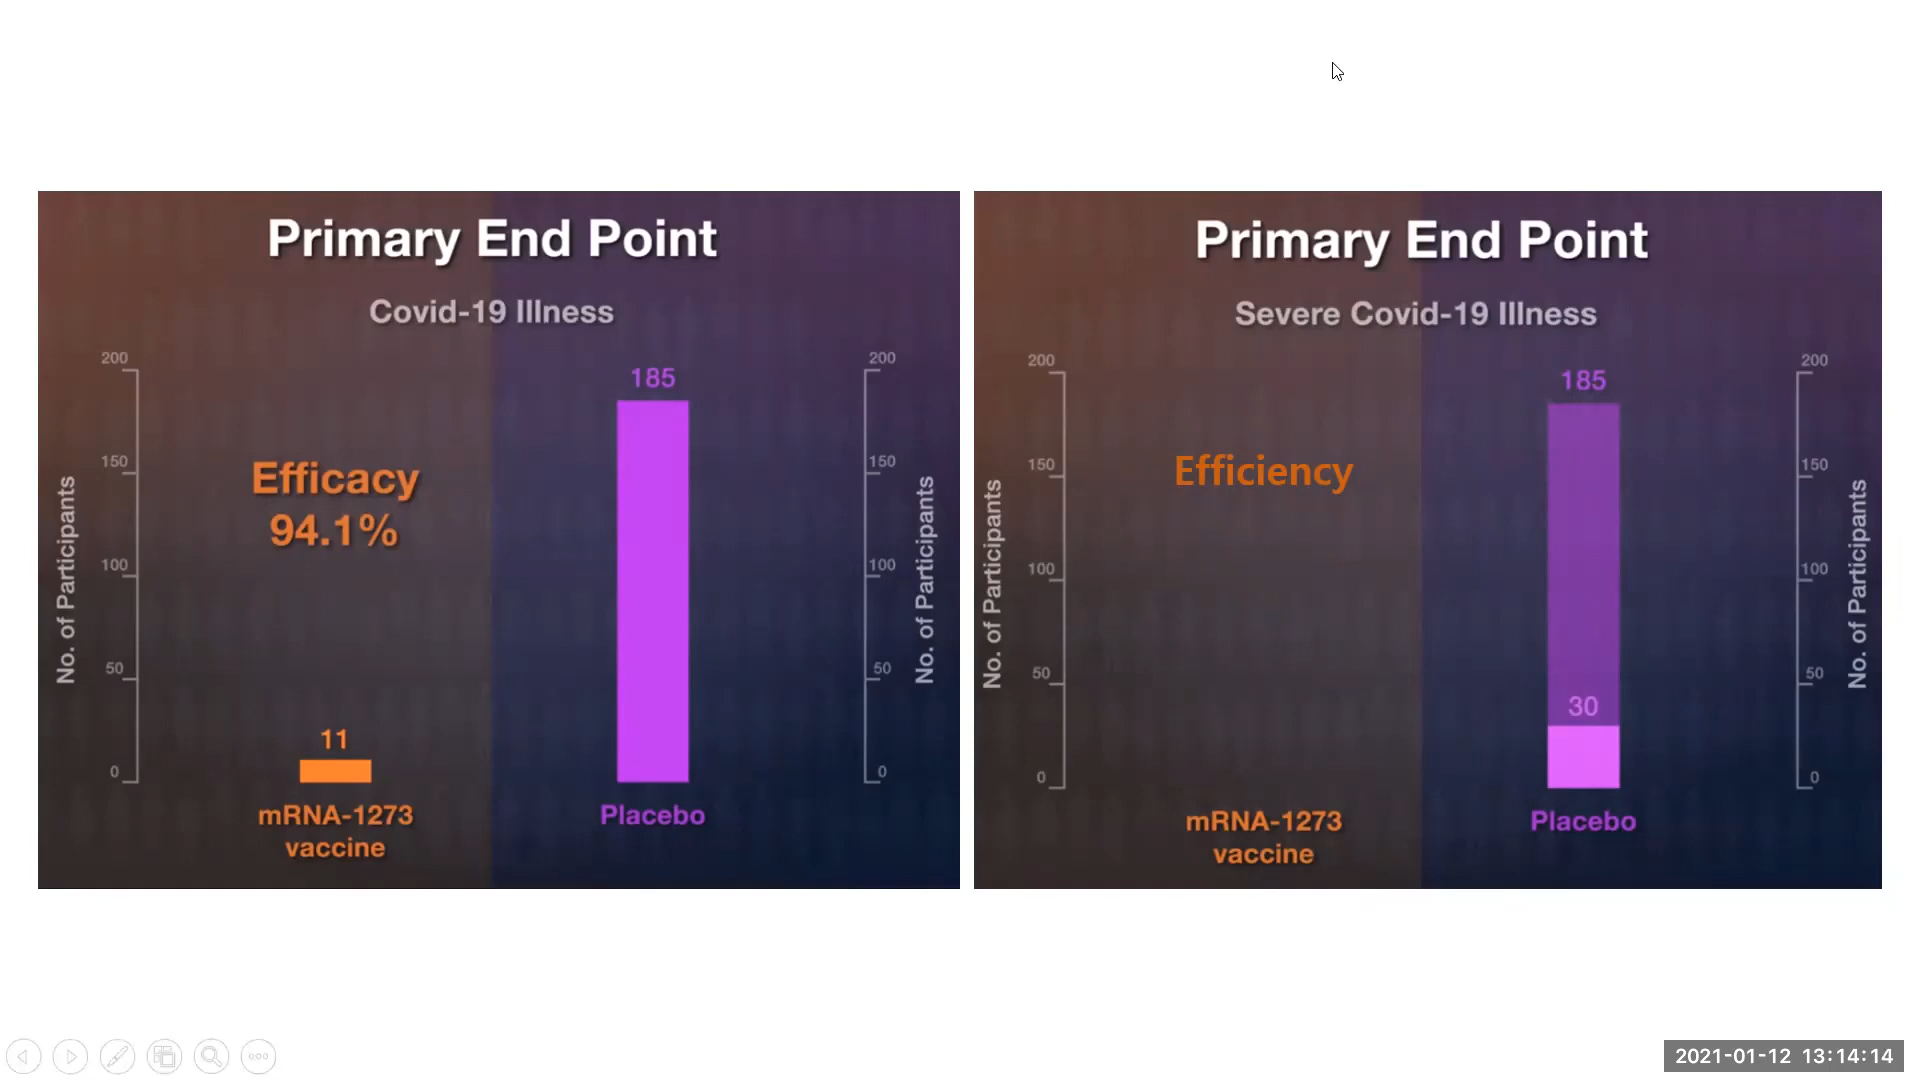 Primary End Point
Covid-19 Illness
200
150
100
50
0
No. of Participants
Efficacy
94.1%
11
mRNA-1273
vaccine
185
Placebo
200
150
100
50
0
No. of Participants
Primary End Point
Severe Covid-19 Illness
200
150
100
50
0
No. of Participants
Efficiency
mRNA-1273
vaccine
185
30
Placebo
200
150
100
50
0
No. of Participants
2021-01-12 13:14:14